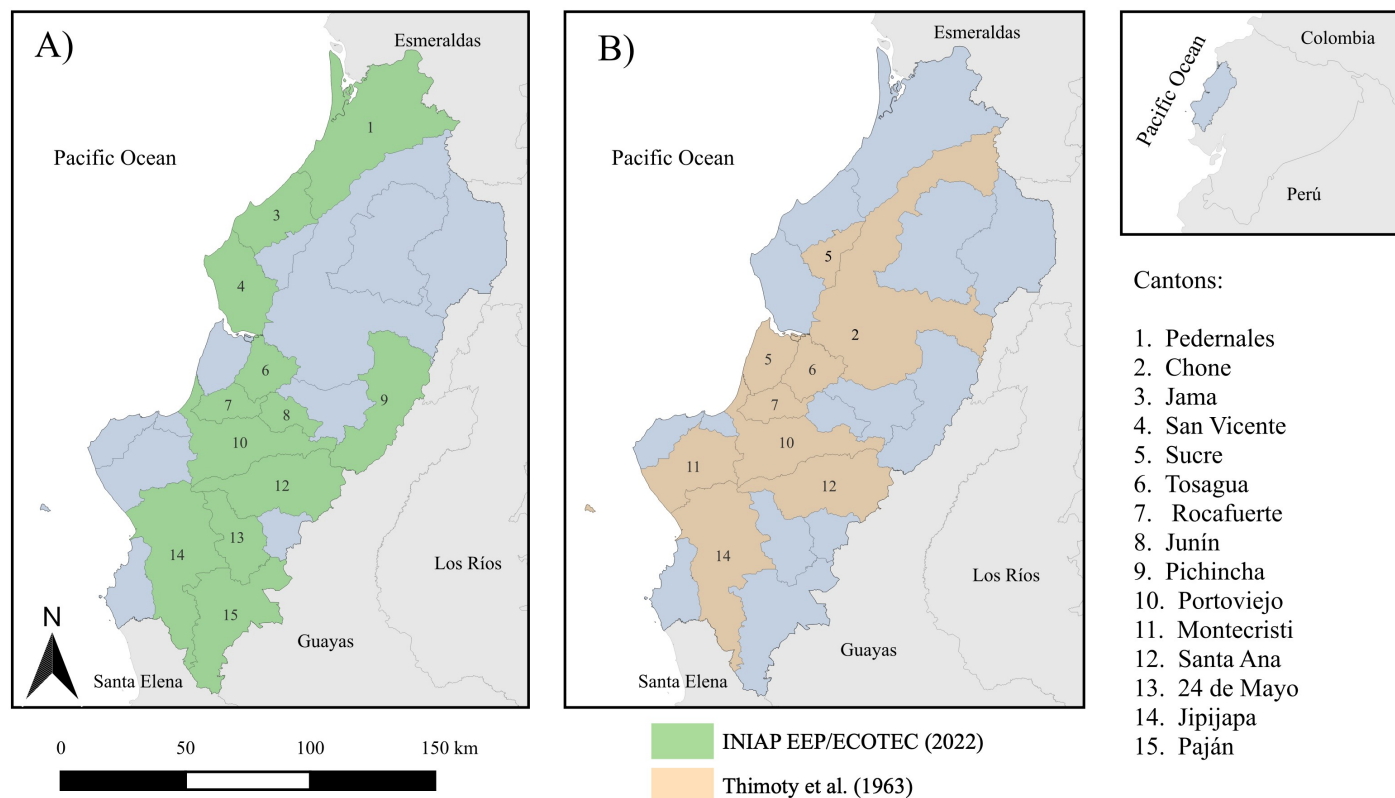 A)
Esmeraldas
1
Pacific Ocean
3
4
6
7
8
9
10
12
13
14
15
Los Ríos
Guayas
Santa Elena
N
B)
Esmeraldas
Pacific Ocean
5
2
5
6
7
10
11
12
14
Los Ríos
Guayas
Santa Elena
Pacific Ocean
Colombia
Perú
Cantons:
1. Pedernales
2. Chone
3. Jama
4. San Vicente
5. Sucre
6. Tosagua
7. Rocafuerte
8. Junín
9. Pichincha
10. Portoviejo
11. Montecristi
12. Santa Ana
13. 24 de Mayo
14. Jipijapa
15. Paján
0 50 100 150 km
INIAP EEP/ECOTEC (2022)
Thimoty et al. (1963)